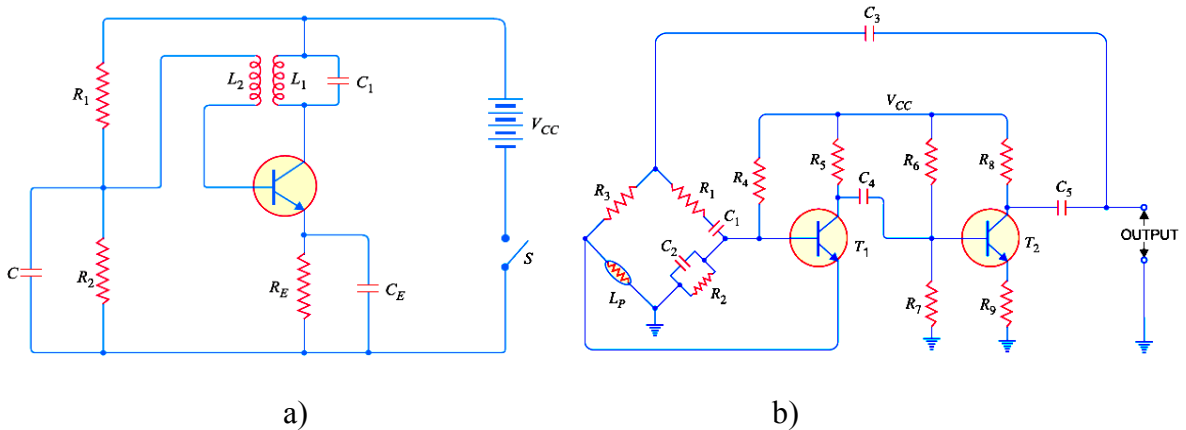 R1
L2
L1
C1
VCC
C
R2
RE
CE
S
a)
C3
VCC
R3
R1
R4
R5
C4
R6
R8
C5
C1
C2
R2
LP
T1
T2
OUTPUT
R7
R9
b)